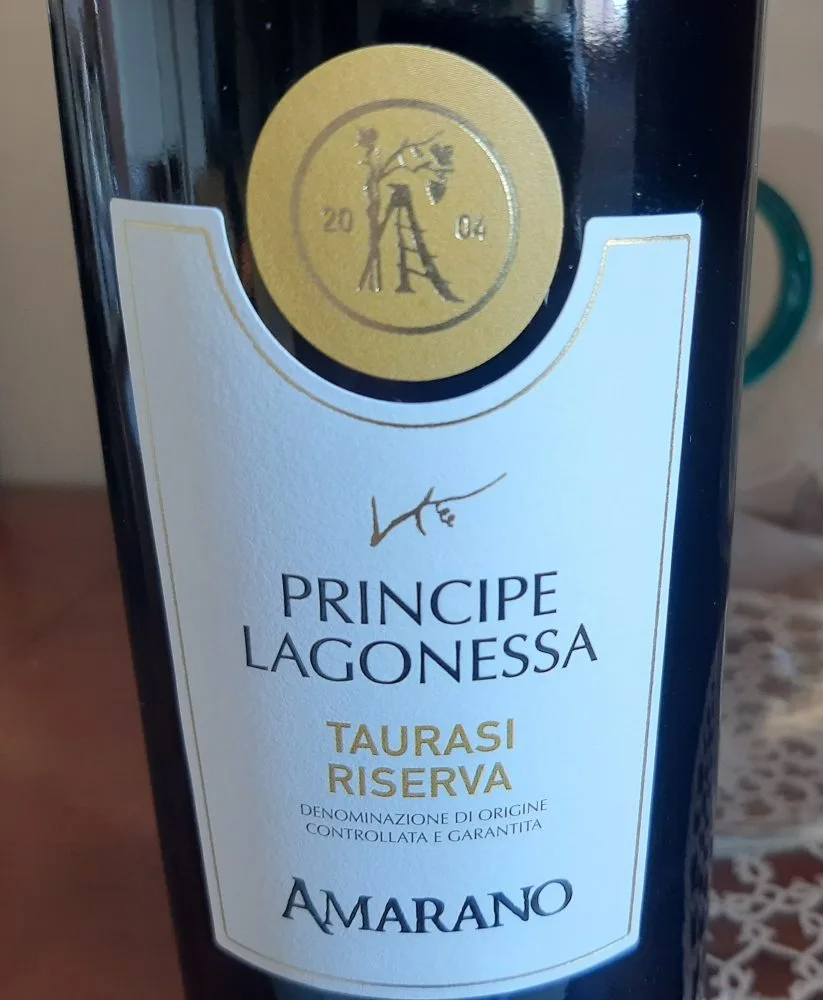 20 04
PRINCIPE
LAGONESSA
TAURASI
RISERVA
DENOMINAZIONE DI ORIGINE
CONTROLLATA E GARANTITA
AMARANO